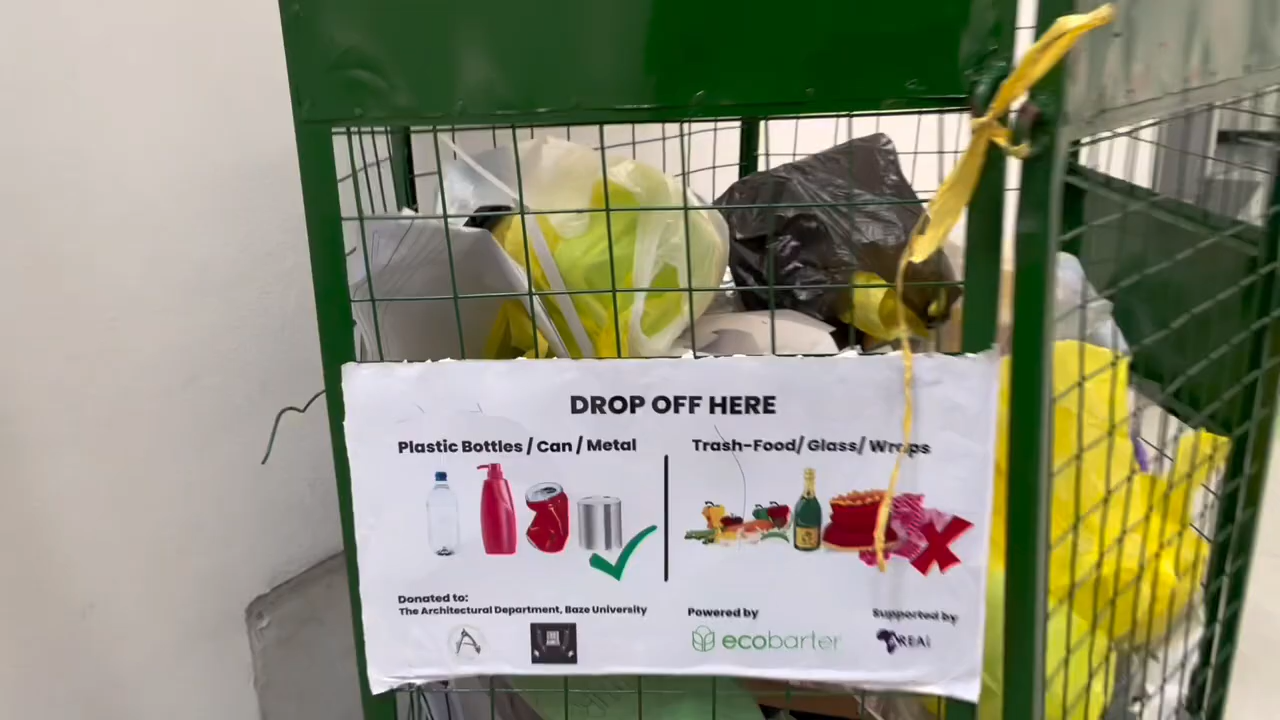 DROP OFF HERE
Plastic Bottles / Can / Metal
Trash-Food/ Glass/ Wraps
Donated to:
The Architectural Department, Baze University
Powered by
ecobarter
Supported by
REAi